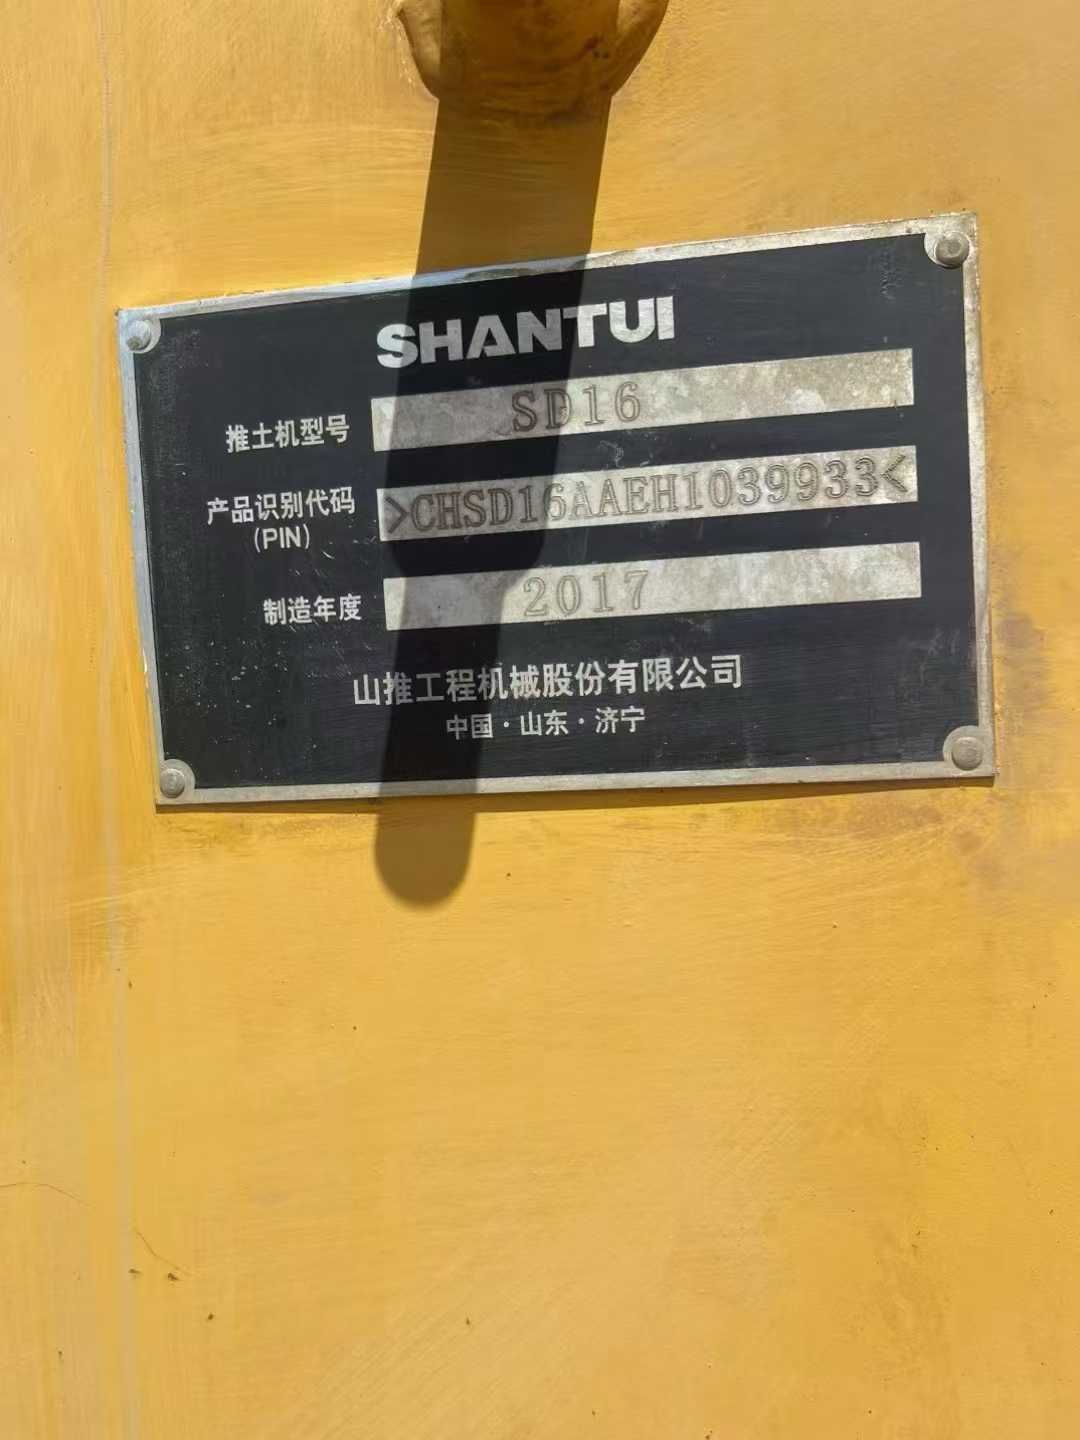 SHANTUI
推土机型号 SD16
产品识别代码 >CHSD16AAEH1039933<
(PIN)
制造年度 2017
山推工程机械股份有限公司
中国·山东·济宁